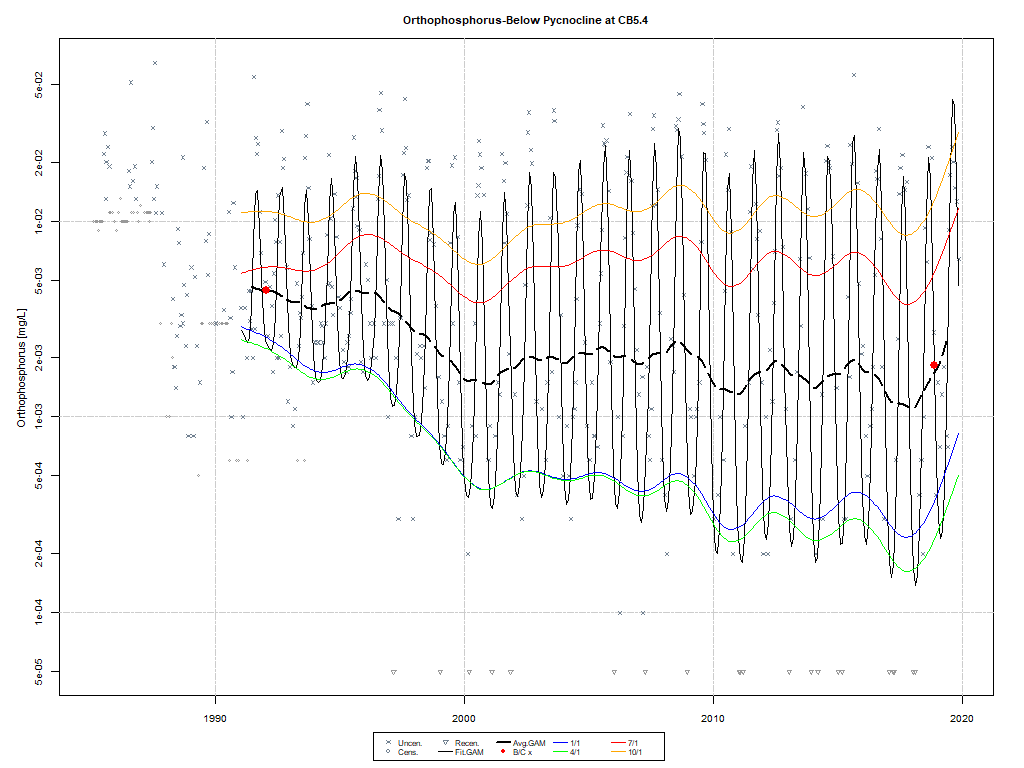 Orthophosphorus-Below Pycnocline at CB5.4
5e-02
2e-02
1e-02
5e-03
2e-03
1e-03
5e-04
2e-04
1e-04
5e-05
Orthophosphorus [mg/L]
1990 2000 2010 2020
Uncen. Recen. Avg.GAM 1/1 7/1
Cens. Fit.GAM B/C x 4/1 10/1